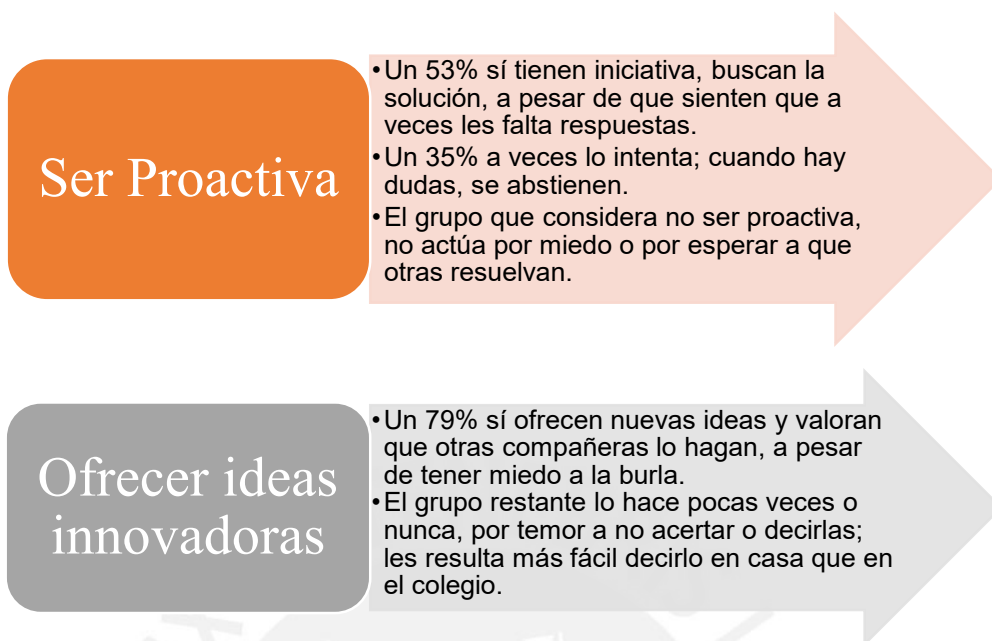 Ser Proactiva
•Un 53% sí tienen iniciativa, buscan la
solución, a pesar de que sienten que a
veces les falta respuestas.
•Un 35% a veces lo intenta; cuando hay
dudas, se abstienen.
•El grupo que considera no ser proactiva,
no actúa por miedo o por esperar a que
otras resuelvan.
Ofrecer ideas
innovadoras
•Un 79% sí ofrecen nuevas ideas y valoran
que otras compañeras lo hagan, a pesar
de tener miedo a la burla.
•El grupo restante lo hace pocas veces o
nunca, por temor a no acertar o decirlas;
les resulta más fácil decirlo en casa que en
el colegio.